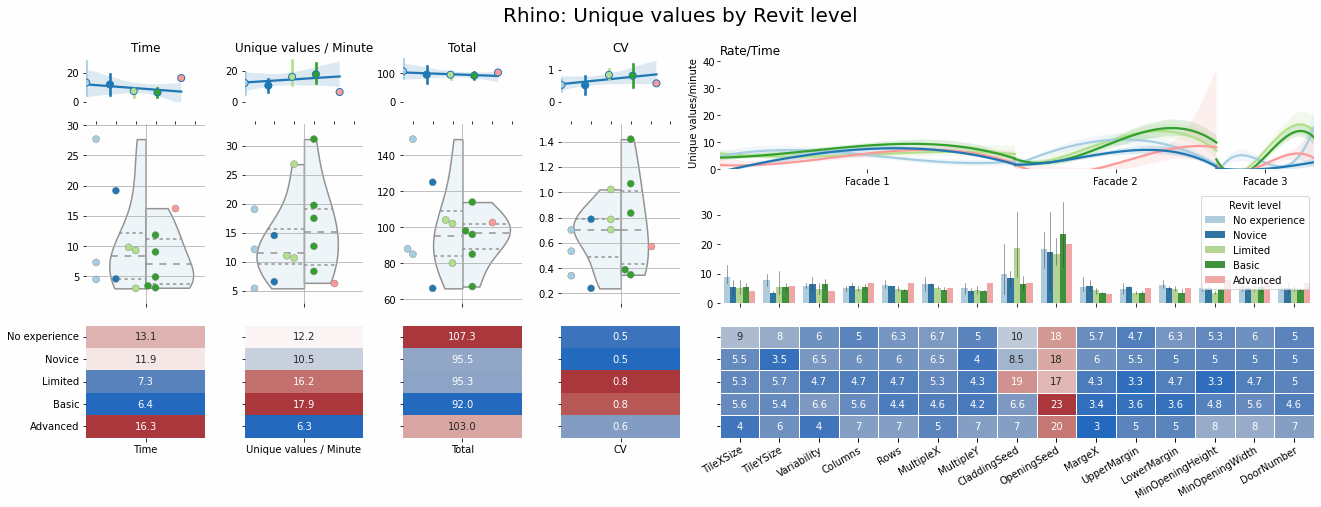 Rhino: Unique values by Revit level
Time
Unique values / Minute
Total
CV
Rate/Time
20
0
20
0
100
0
1
0
Unique values/minute
40
30
20
10
0
Facade 1
Facade 2
Facade 3
30
25
20
15
10
5
30
25
20
15
10
5
140
120
100
80
60
1.4
1.2
1.0
0.8
0.6
0.4
0.2
30
20
10
0
Revit level
No experience
Novice
Limited
Basic
Advanced
No experience 13.1 12.2 107.3 0.5 9 8 6 5 6.3 6.7 5 10 18 5.7 4.7 6.3 5.3 6 5
Novice 11.9 10.5 95.5 0.5 5.5 3.5 6.5 6 6 6.5 4 8.5 18 6 5.5 5 5 5 5
Limited 7.3 16.2 95.3 0.8 5.3 5.7 4.7 4.7 4.7 5.3 4.3 19 17 4.3 3.3 4.7 3.3 4.7 5
Basic 6.4 17.9 92.0 0.8 5.6 5.4 6.6 5.6 4.4 4.6 4.2 6.6 23 3.4 3.6 3.6 4.8 5.6 4.6
Advanced 16.3 6.3 103.0 0.6 4 6 4 7 7 5 7 7 20 3 5 5 8 8 7
Time
Unique values / Minute
Total
CV
TileXSize
TileYSize
Variability
Columns
Rows
MultipleX
MultipleY
CladdingSeed
OpeningSeed
MargeX
UpperMargin
LowerMargin
MinOpeningHeight
MinOpeningWidth
DoorNumber